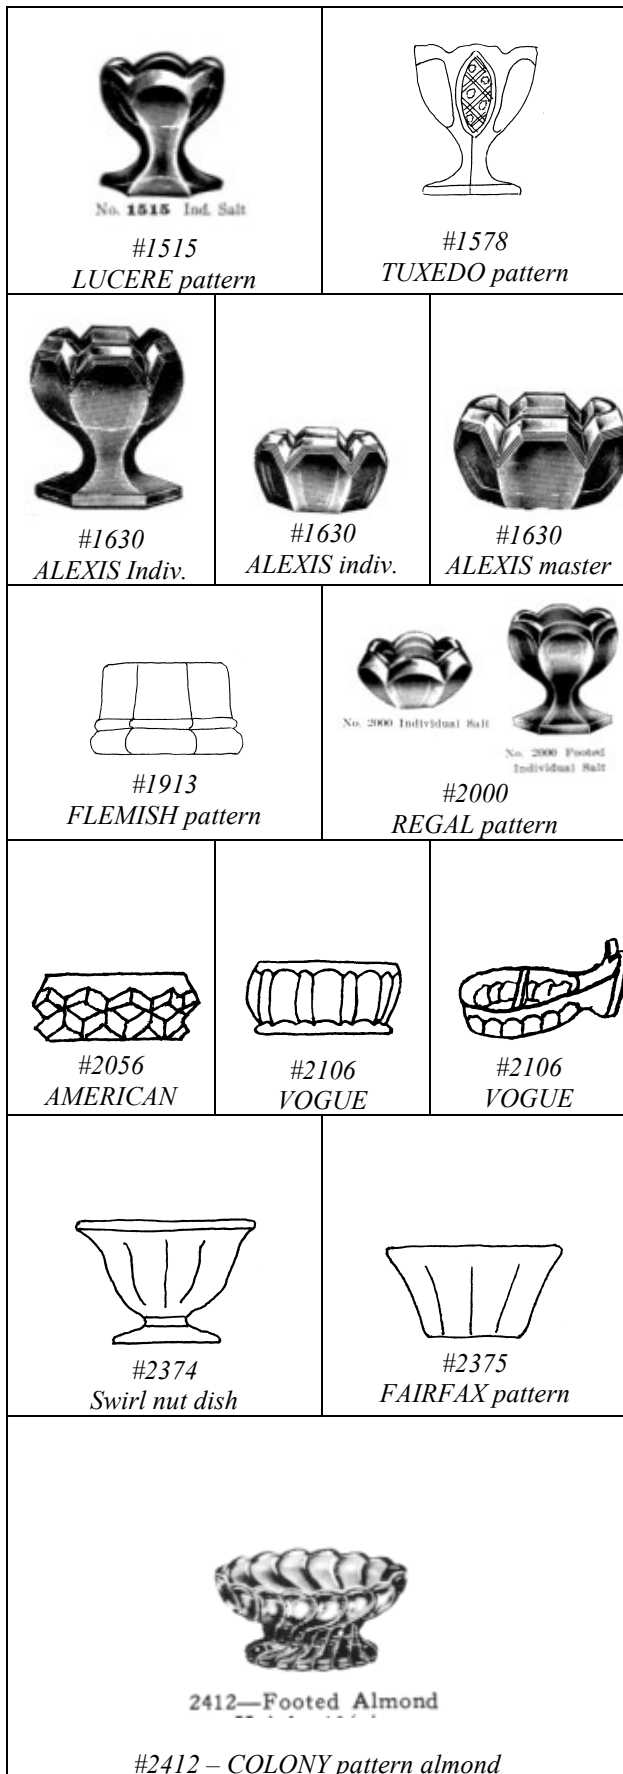 No. 1515 Ind. Salt
#1515
LUCERE pattern
#1578
TUXEDO pattern
#1630
ALEXIS Indiv.
#1630
ALEXIS indiv.
#1630
ALEXIS master
#1913
FLEMISH pattern
No. 2000 Individual Salt
No. 2000 Footed
Individual Salt
#2000
REGAL pattern
#2056
AMERICAN
#2106
VOGUE
#2106
VOGUE
#2374
Swirl nut dish
#2375
FAIRFAX pattern
2412—Footed Almond
#2412 – COLONY pattern almond